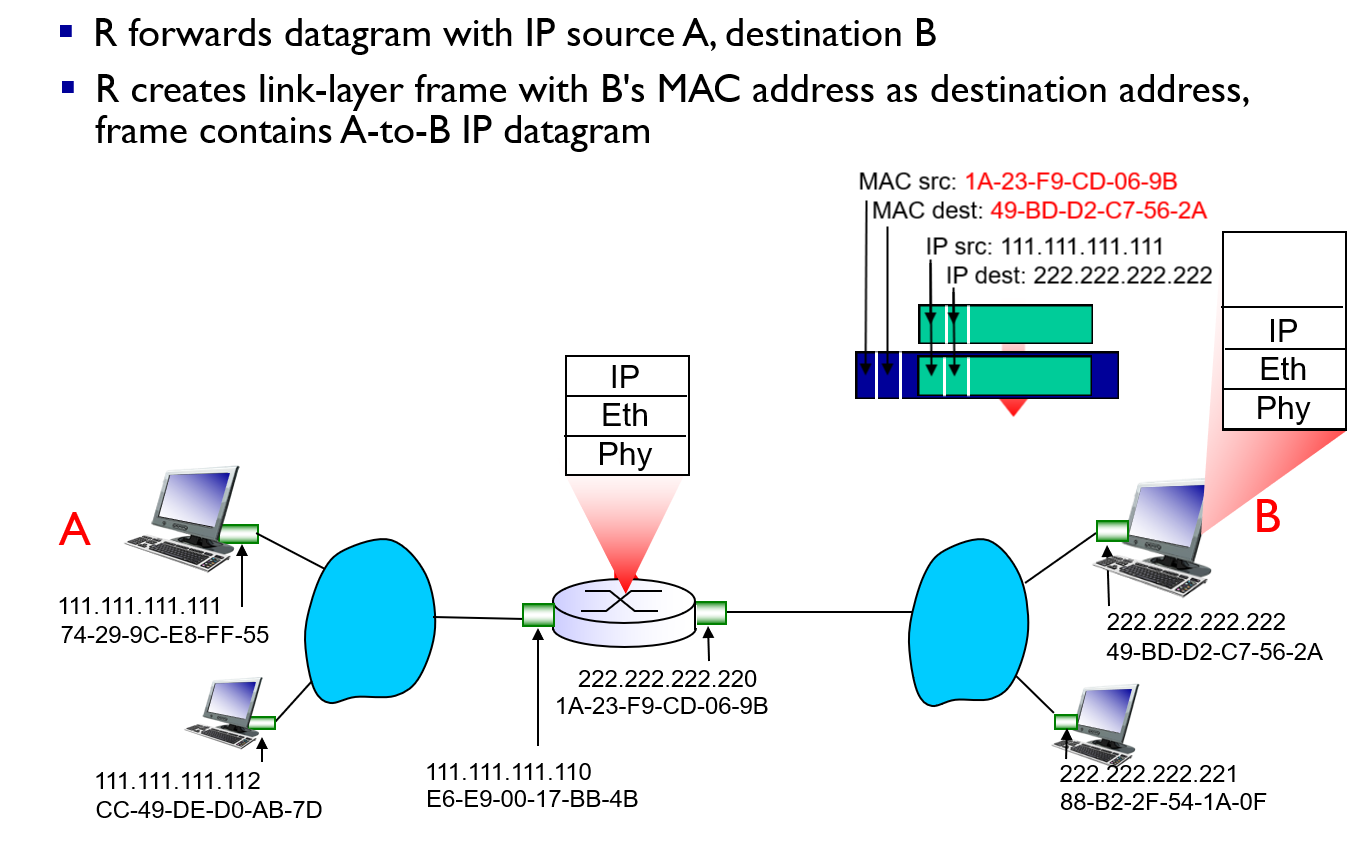 R forwards datagram with IP source A, destination B
R creates link-layer frame with B's MAC address as destination address,
frame contains A-to-B IP datagram
MAC src: 1A-23-F9-CD-06-9B
MAC dest: 49-BD-D2-C7-56-2A
IP src: 111.111.111.111
IP dest: 222.222.222.222
IP
Eth
Phy
IP
Eth
Phy
A
B
111.111.111.111
74-29-9C-E8-FF-55
222.222.222.222
49-BD-D2-C7-56-2A
222.222.222.220
1A-23-F9-CD-06-9B
111.111.111.112
CC-49-DE-D0-AB-7D
111.111.111.110
E6-E9-00-17-BB-4B
222.222.222.221
88-B2-2F-54-1A-0F